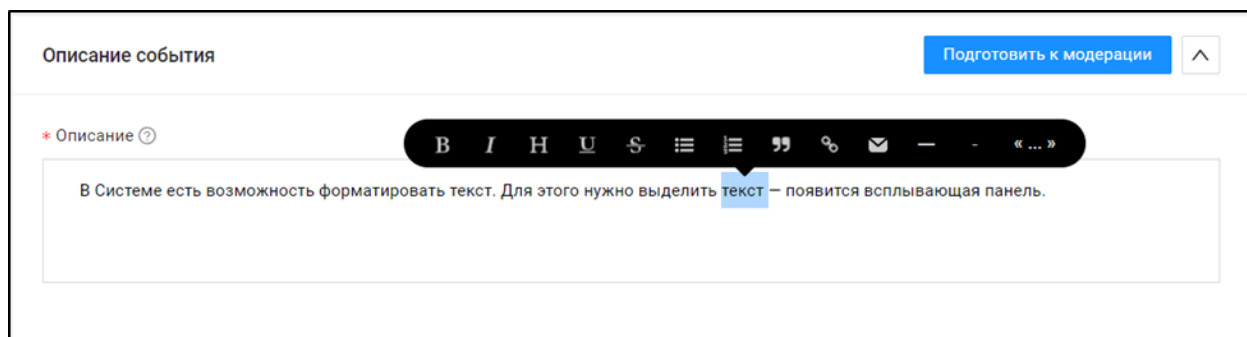 Описание события
Подготовить к модерации
* Описание ?
B I H U S — - « ... »
В Системе есть возможность форматировать текст. Для этого нужно выделить текст — появится всплывающая панель.